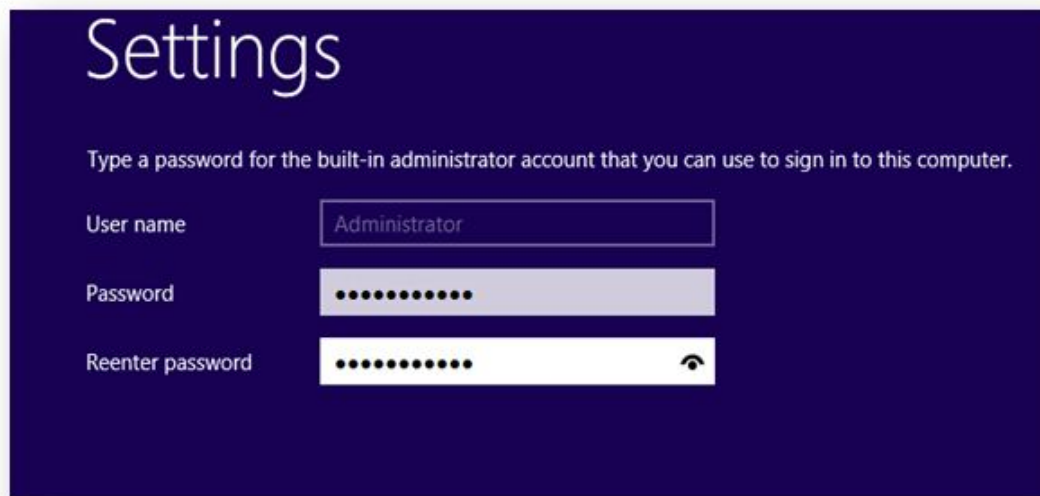 Settings
Type a password for the built-in administrator account that you can use to sign in to this computer.
User name Administrator
Password •••••••••••
Reenter password •••••••••••